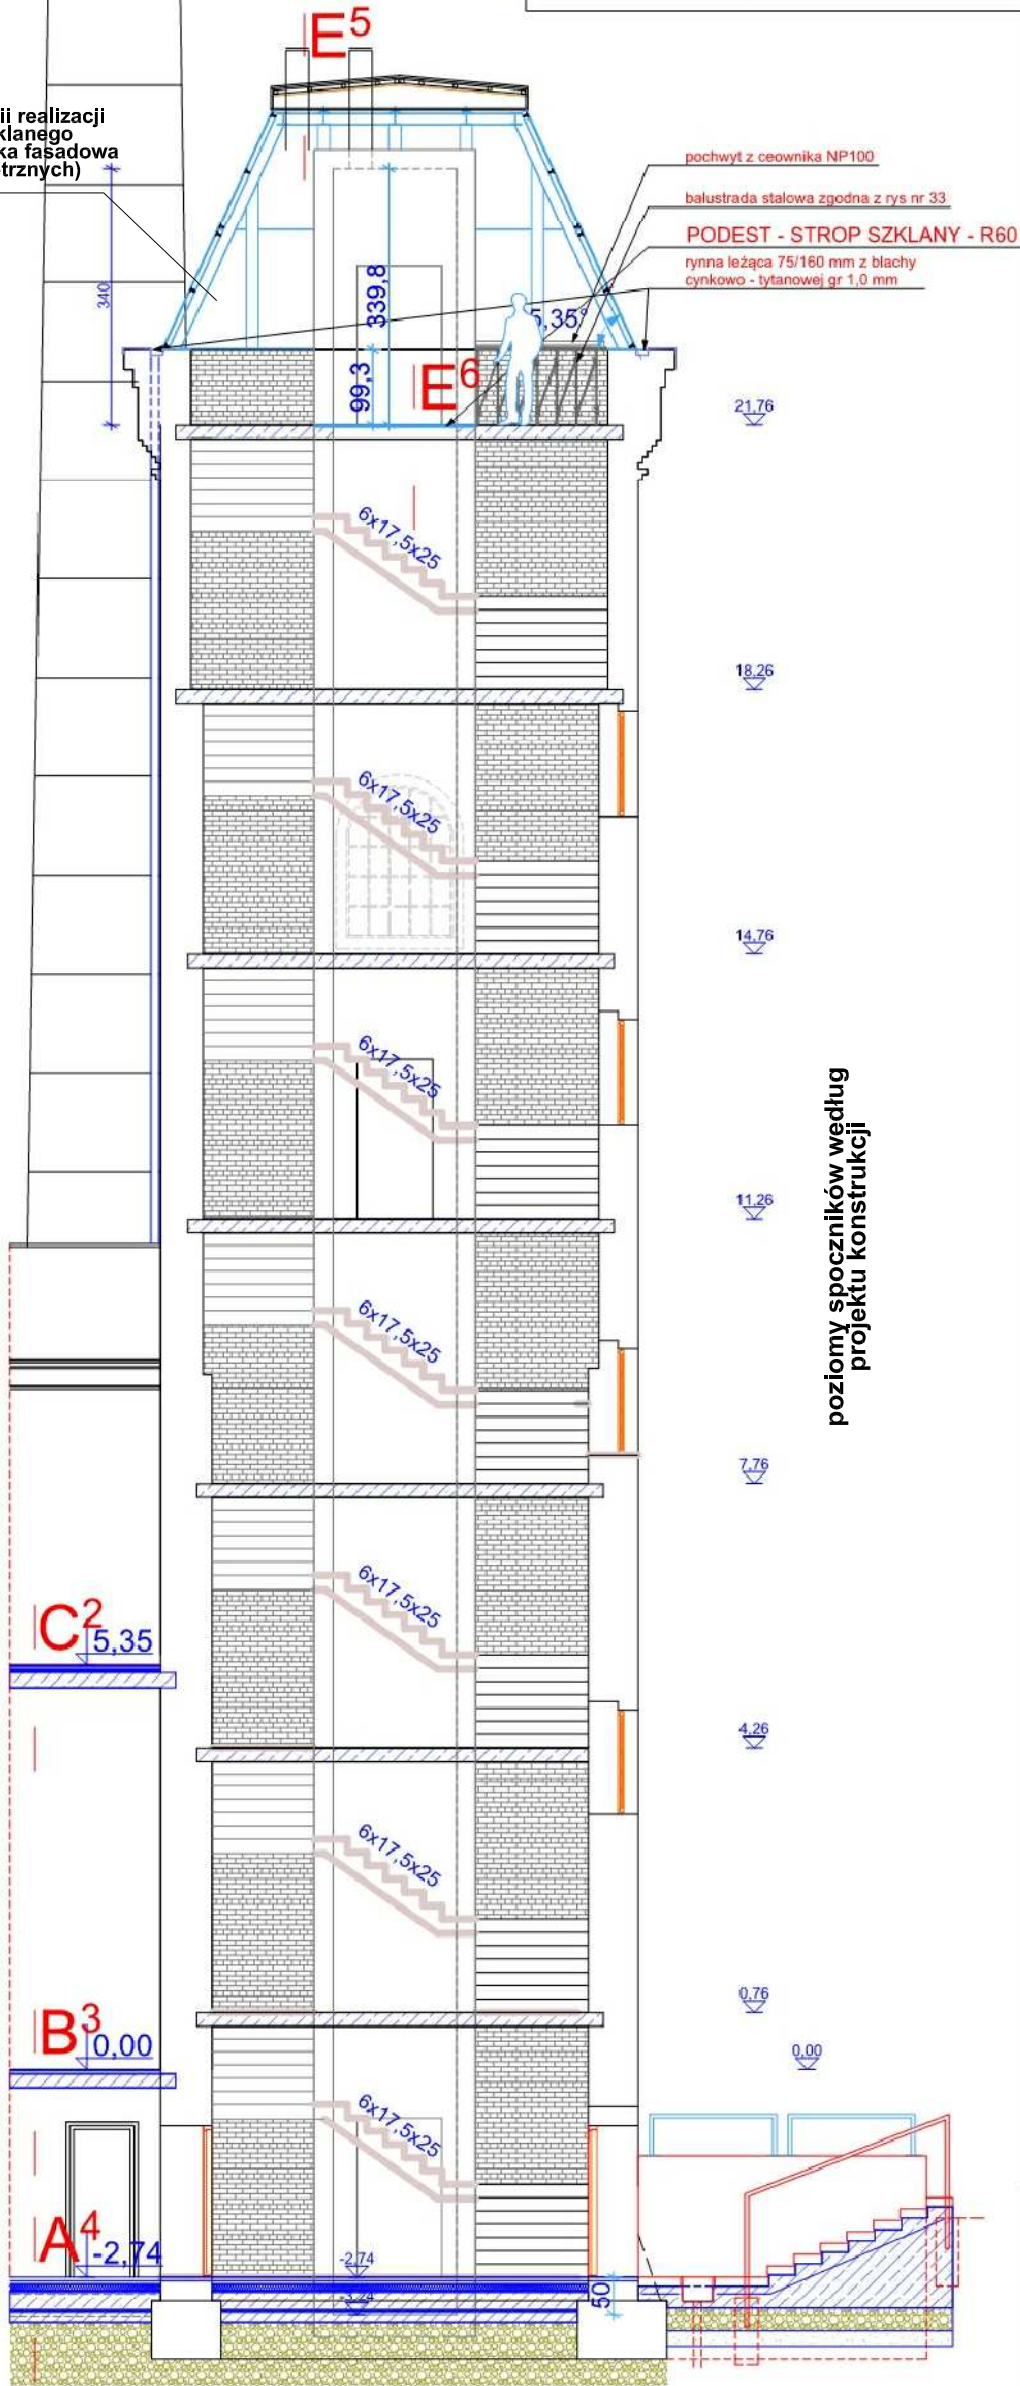 E5
ii realizacji
klanego
ka fasadowa
trznych)
pochwyt z ceownika NP100
balustrada stalowa zgodna z rys nr 33
PODEST - STROP SZKLANY - R60
rynna leżąca 75/160 mm z blachy
cynkowo - tytanowej gr 1,0 mm
340
339,8
5,35°
99,3
E6
21,76
6x17,5x25
18,26
6x17,5x25
14,76
6x17,5x25
11,26
poziomy spoczników według
projektu konstrukcji
6x17,5x25
7,76
6x17,5x25
C2
5,35
4,26
6x17,5x25
0,76
B3
0,00
0,00
6x17,5x25
A4
-2,74
-2,74
50